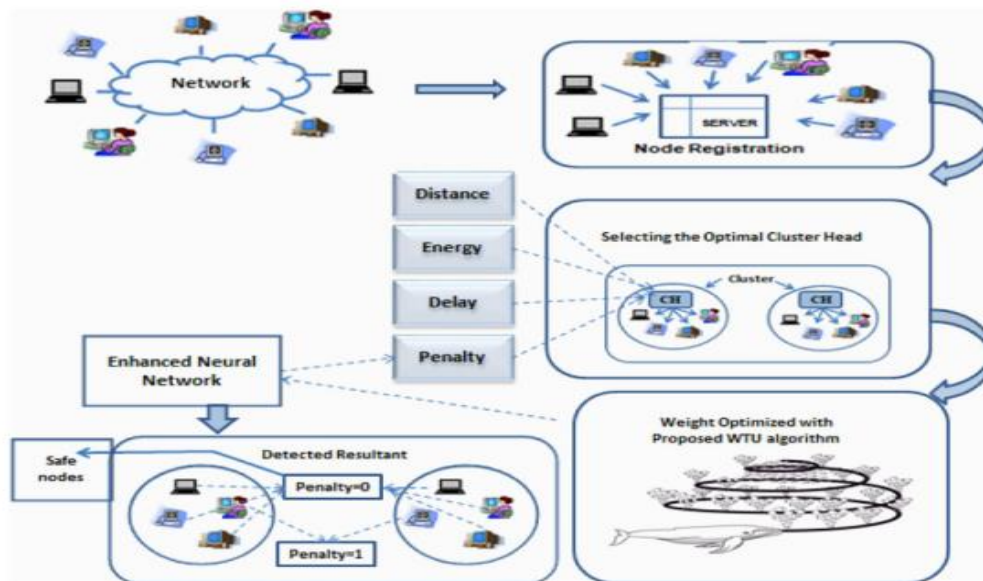 Network
SERVER
Node Registration
Distance
Energy
Delay
Penalty
Selecting the Optimal Cluster Head
Cluster
CH
CH
Enhanced Neural
Network
Weight Optimized with
Proposed WTU algorithm
Safe
nodes
Detected Resultant
Penalty=0
Penalty=1